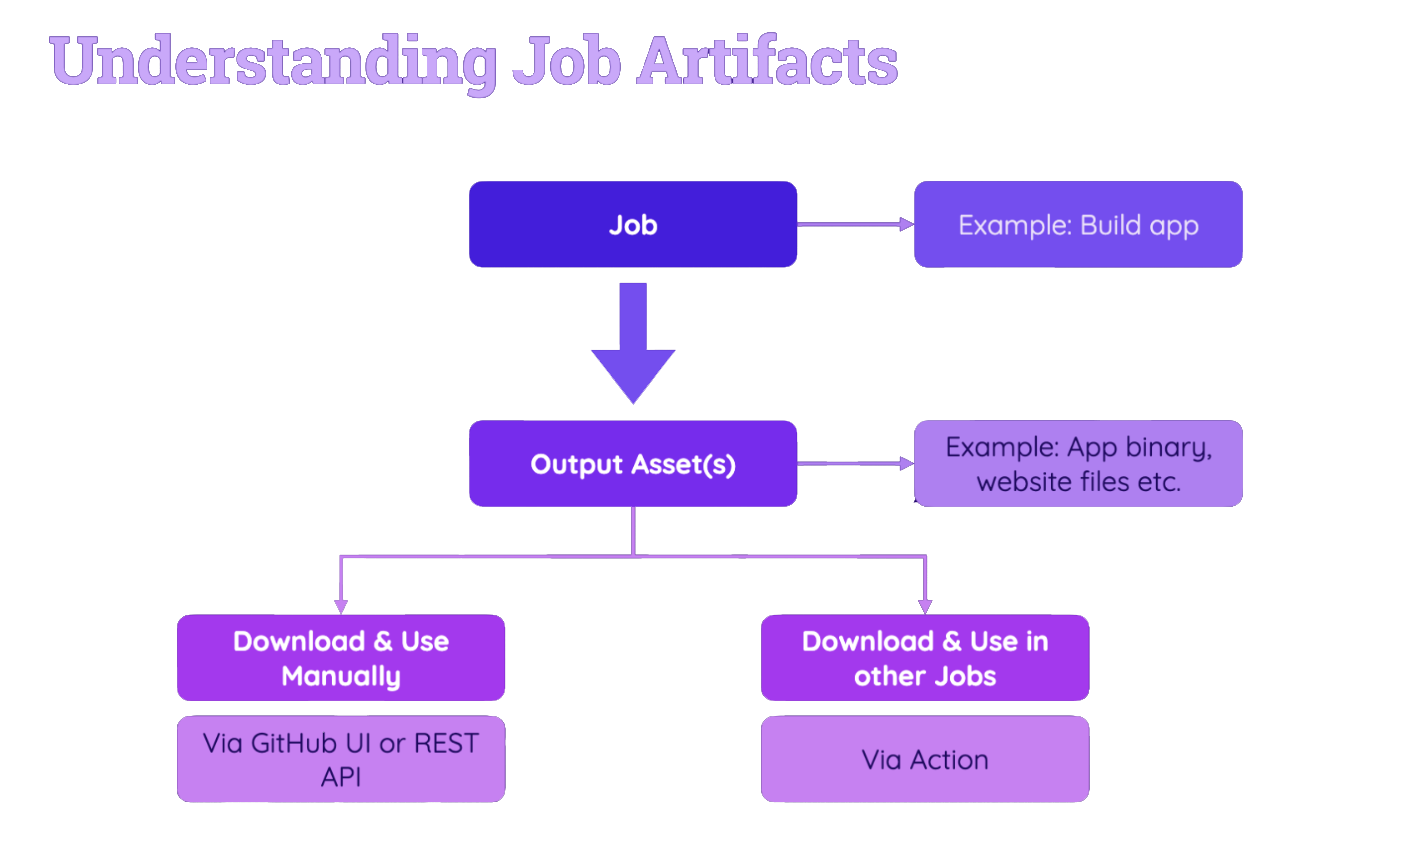 Understanding Job Artifacts
Job
Example: Build app
Output Asset(s)
Example: App binary,
website files etc.
Download & Use
Manually
Download & Use in
other Jobs
Via GitHub UI or REST
API
Via Action